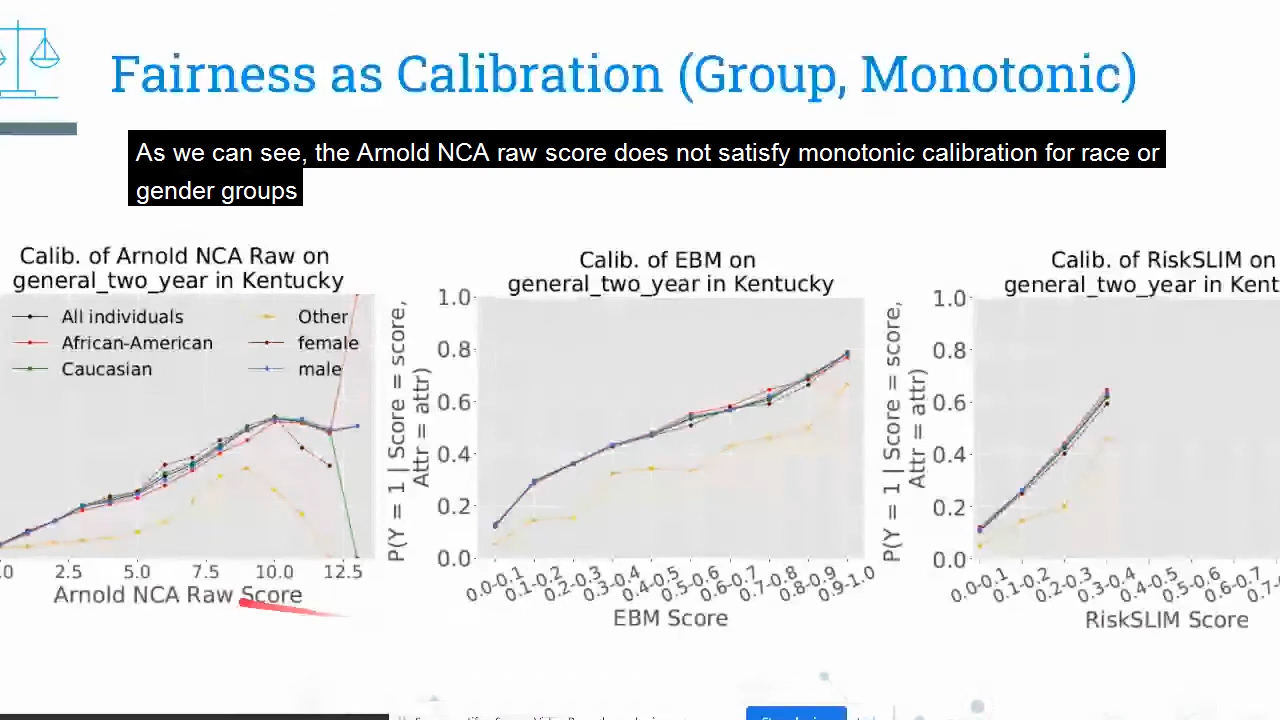 Fairness as Calibration (Group, Monotonic)
As we can see, the Arnold NCA raw score does not satisfy monotonic calibration for race or
gender groups
Calib. of Arnold NCA Raw on
general_two_year in Kentucky
All individuals
African-American
Caucasian
Other
female
male
.0 2.5 5.0 7.5 10.0 12.5
Arnold NCA Raw Score
Calib. of EBM on
general_two_year in Kentucky
P(Y = 1 | Score = score,
Attr = attr)
1.0
0.8
0.6
0.4
0.2
0.0
0.0-0.1 0.1-0.2 0.2-0.3 0.3-0.4 0.4-0.5 0.5-0.6 0.6-0.7 0.7-0.8 0.8-0.9 0.9-1.0
EBM Score
Calib. of RiskSLIM on
general_two_year in Kent
P(Y = 1 | Score = score,
Attr = attr)
1.0
0.8
0.6
0.4
0.2
0.0
0.0-0.1 0.1-0.2 0.2-0.3 0.3-0.4 0.4-0.5 0.5-0.6 0.6-0.7 0.7-
RiskSLIM Score